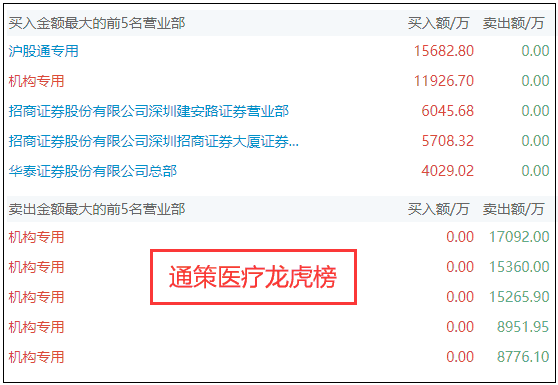 买入金额最大的前5名营业部 买入额/万 卖出额/万
沪股通专用 15682.80 0.00
机构专用 11926.70 0.00
招商证券股份有限公司深圳建安路证券营业部 6045.68 0.00
招商证券股份有限公司深圳招商证券大厦证券... 5708.32 0.00
华泰证券股份有限公司总部 4029.02 0.00
卖出金额最大的前5名营业部 买入额/万 卖出额/万
机构专用 0.00 17092.00
机构专用 0.00 15360.00
机构专用 0.00 15265.90
机构专用 0.00 8951.95
机构专用 0.00 8776.10
通策医疗龙虎榜